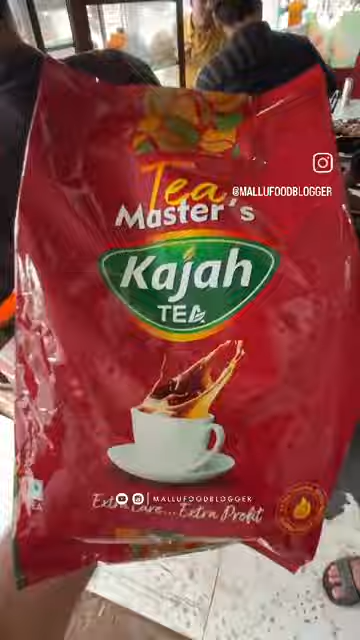 @MALLUFOODBLOGGER
Tea
Master's
Kajah
TEA
MALLUFOODBLOGGER
Extra Care... Extra Profit